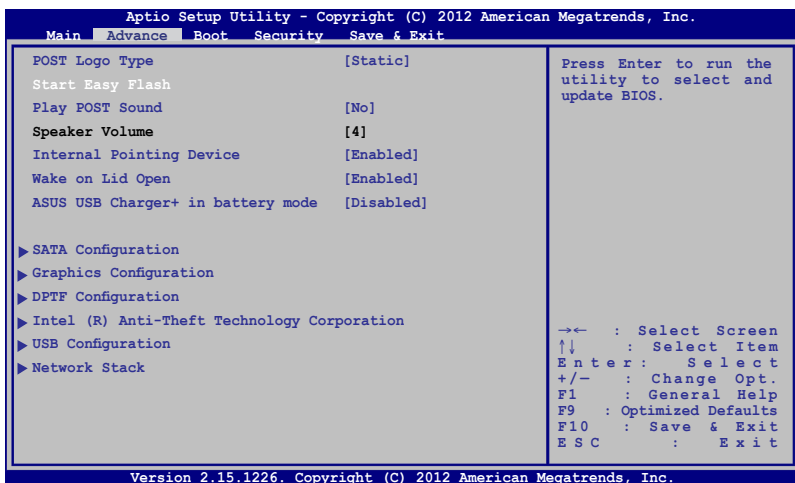 Aptio Setup Utility - Copyright (C) 2012 American Megatrends, Inc.
Main Advance Boot Security Save & Exit
POST Logo Type [Static]
Start Easy Flash
Play POST Sound [No]
Speaker Volume [4]
Internal Pointing Device [Enabled]
Wake on Lid Open [Enabled]
ASUS USB Charger+ in battery mode [Disabled]
SATA Configuration
Graphics Configuration
DPTF Configuration
Intel (R) Anti-Theft Technology Corporation
USB Configuration
Network Stack
Press Enter to run the
utility to select and
update BIOS.
→← : Select Screen
↑↓ : Select Item
Enter: Select
+/— : Change Opt.
F1 : General Help
F9 : Optimized Defaults
F10 : Save & Exit
ESC : Exit
Version 2.15.1226. Copyright (C) 2012 American Megatrends, Inc.